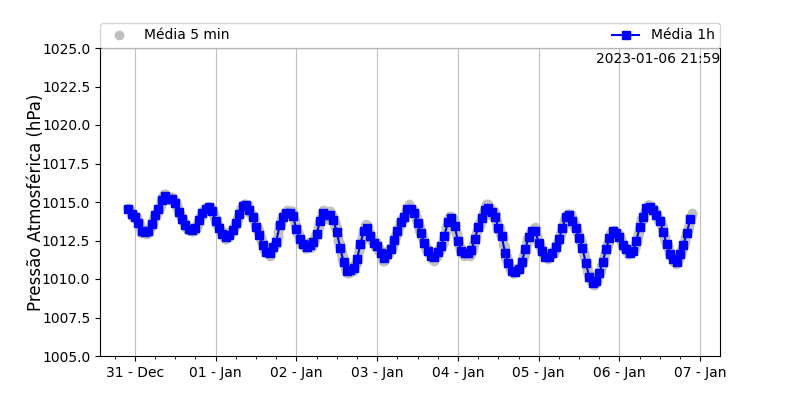 Média 5 min
Média 1h
2023-01-06 21:59
Pressão Atmosférica (hPa)
1025.0
1022.5
1020.0
1017.5
1015.0
1012.5
1010.0
1007.5
1005.0
31 - Dec
01 - Jan
02 - Jan
03 - Jan
04 - Jan
05 - Jan
06 - Jan
07 - Jan